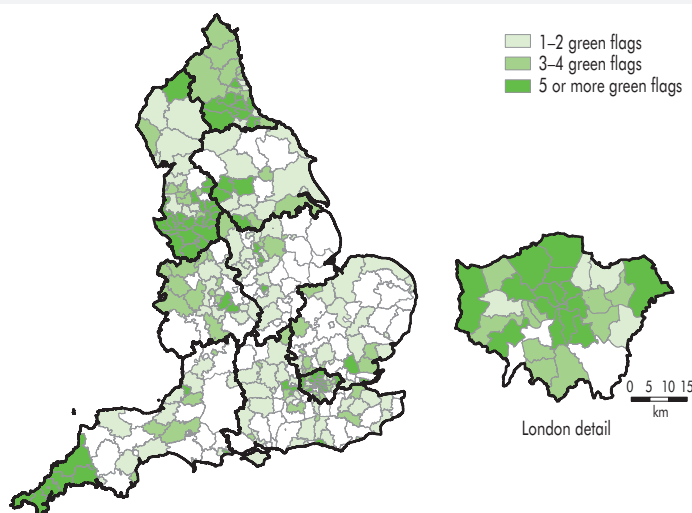 1–2 green flags
3–4 green flags
5 or more green flags
0 5 10 15
km
London detail